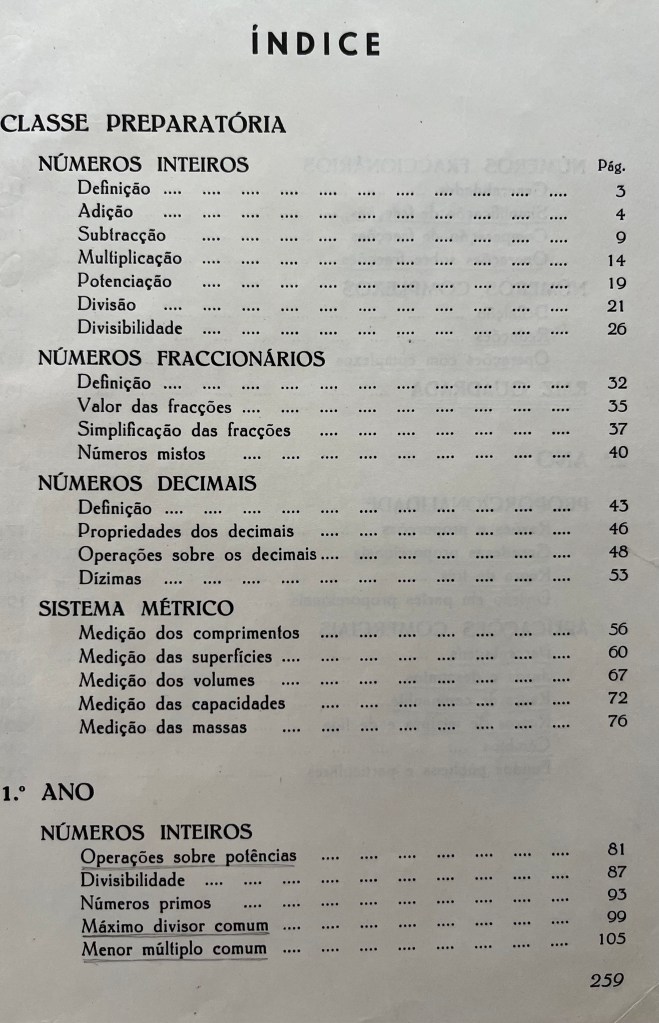 ÍNDICE
CLASSE PREPARATÓRIA
NÚMEROS INTEIROS Pág.
Definição .... .... .... .... .... .... .... .... .... .... .... 3
Adição .... .... .... .... .... .... .... .... .... .... .... 4
Subtracção .... .... .... .... .... .... .... .... .... .... 9
Multiplicação .... .... .... .... .... .... .... .... .... .... 14
Potenciação .... .... .... .... .... .... .... .... .... .... 19
Divisão .... .... .... .... .... .... .... .... .... .... .... 21
Divisibilidade .... .... .... .... .... .... .... .... .... .... 26
NÚMEROS FRACCIONÁRIOS
Definição .... .... .... .... .... .... .... .... .... .... .... 32
Valor das fracções .... .... .... .... .... .... .... .... .... 35
Simplificação das fracções .... .... .... .... .... .... .... 37
Números mistos .... .... .... .... .... .... .... .... .... 40
NÚMEROS DECIMAIS
Definição .... .... .... .... .... .... .... .... .... .... .... 43
Propriedades dos decimais .... .... .... .... .... .... .... 46
Operações sobre os decimais .... .... .... .... .... .... .... 48
Dízimas .... .... .... .... .... .... .... .... .... .... .... 53
SISTEMA MÉTRICO
Medição dos comprimentos .... .... .... .... .... .... .... 56
Medição das superfícies .... .... .... .... .... .... .... .... 60
Medição dos volumes .... .... .... .... .... .... .... .... 67
Medição das capacidades .... .... .... .... .... .... .... 72
Medição das massas .... .... .... .... .... .... .... .... 76
1.º ANO
NÚMEROS INTEIROS
Operações sobre potências .... .... .... .... .... .... .... 81
Divisibilidade .... .... .... .... .... .... .... .... .... .... 87
Números primos .... .... .... .... .... .... .... .... .... 93
Máximo divisor comum .... .... .... .... .... .... .... .... 99
Menor múltiplo comum .... .... .... .... .... .... .... .... 105
259